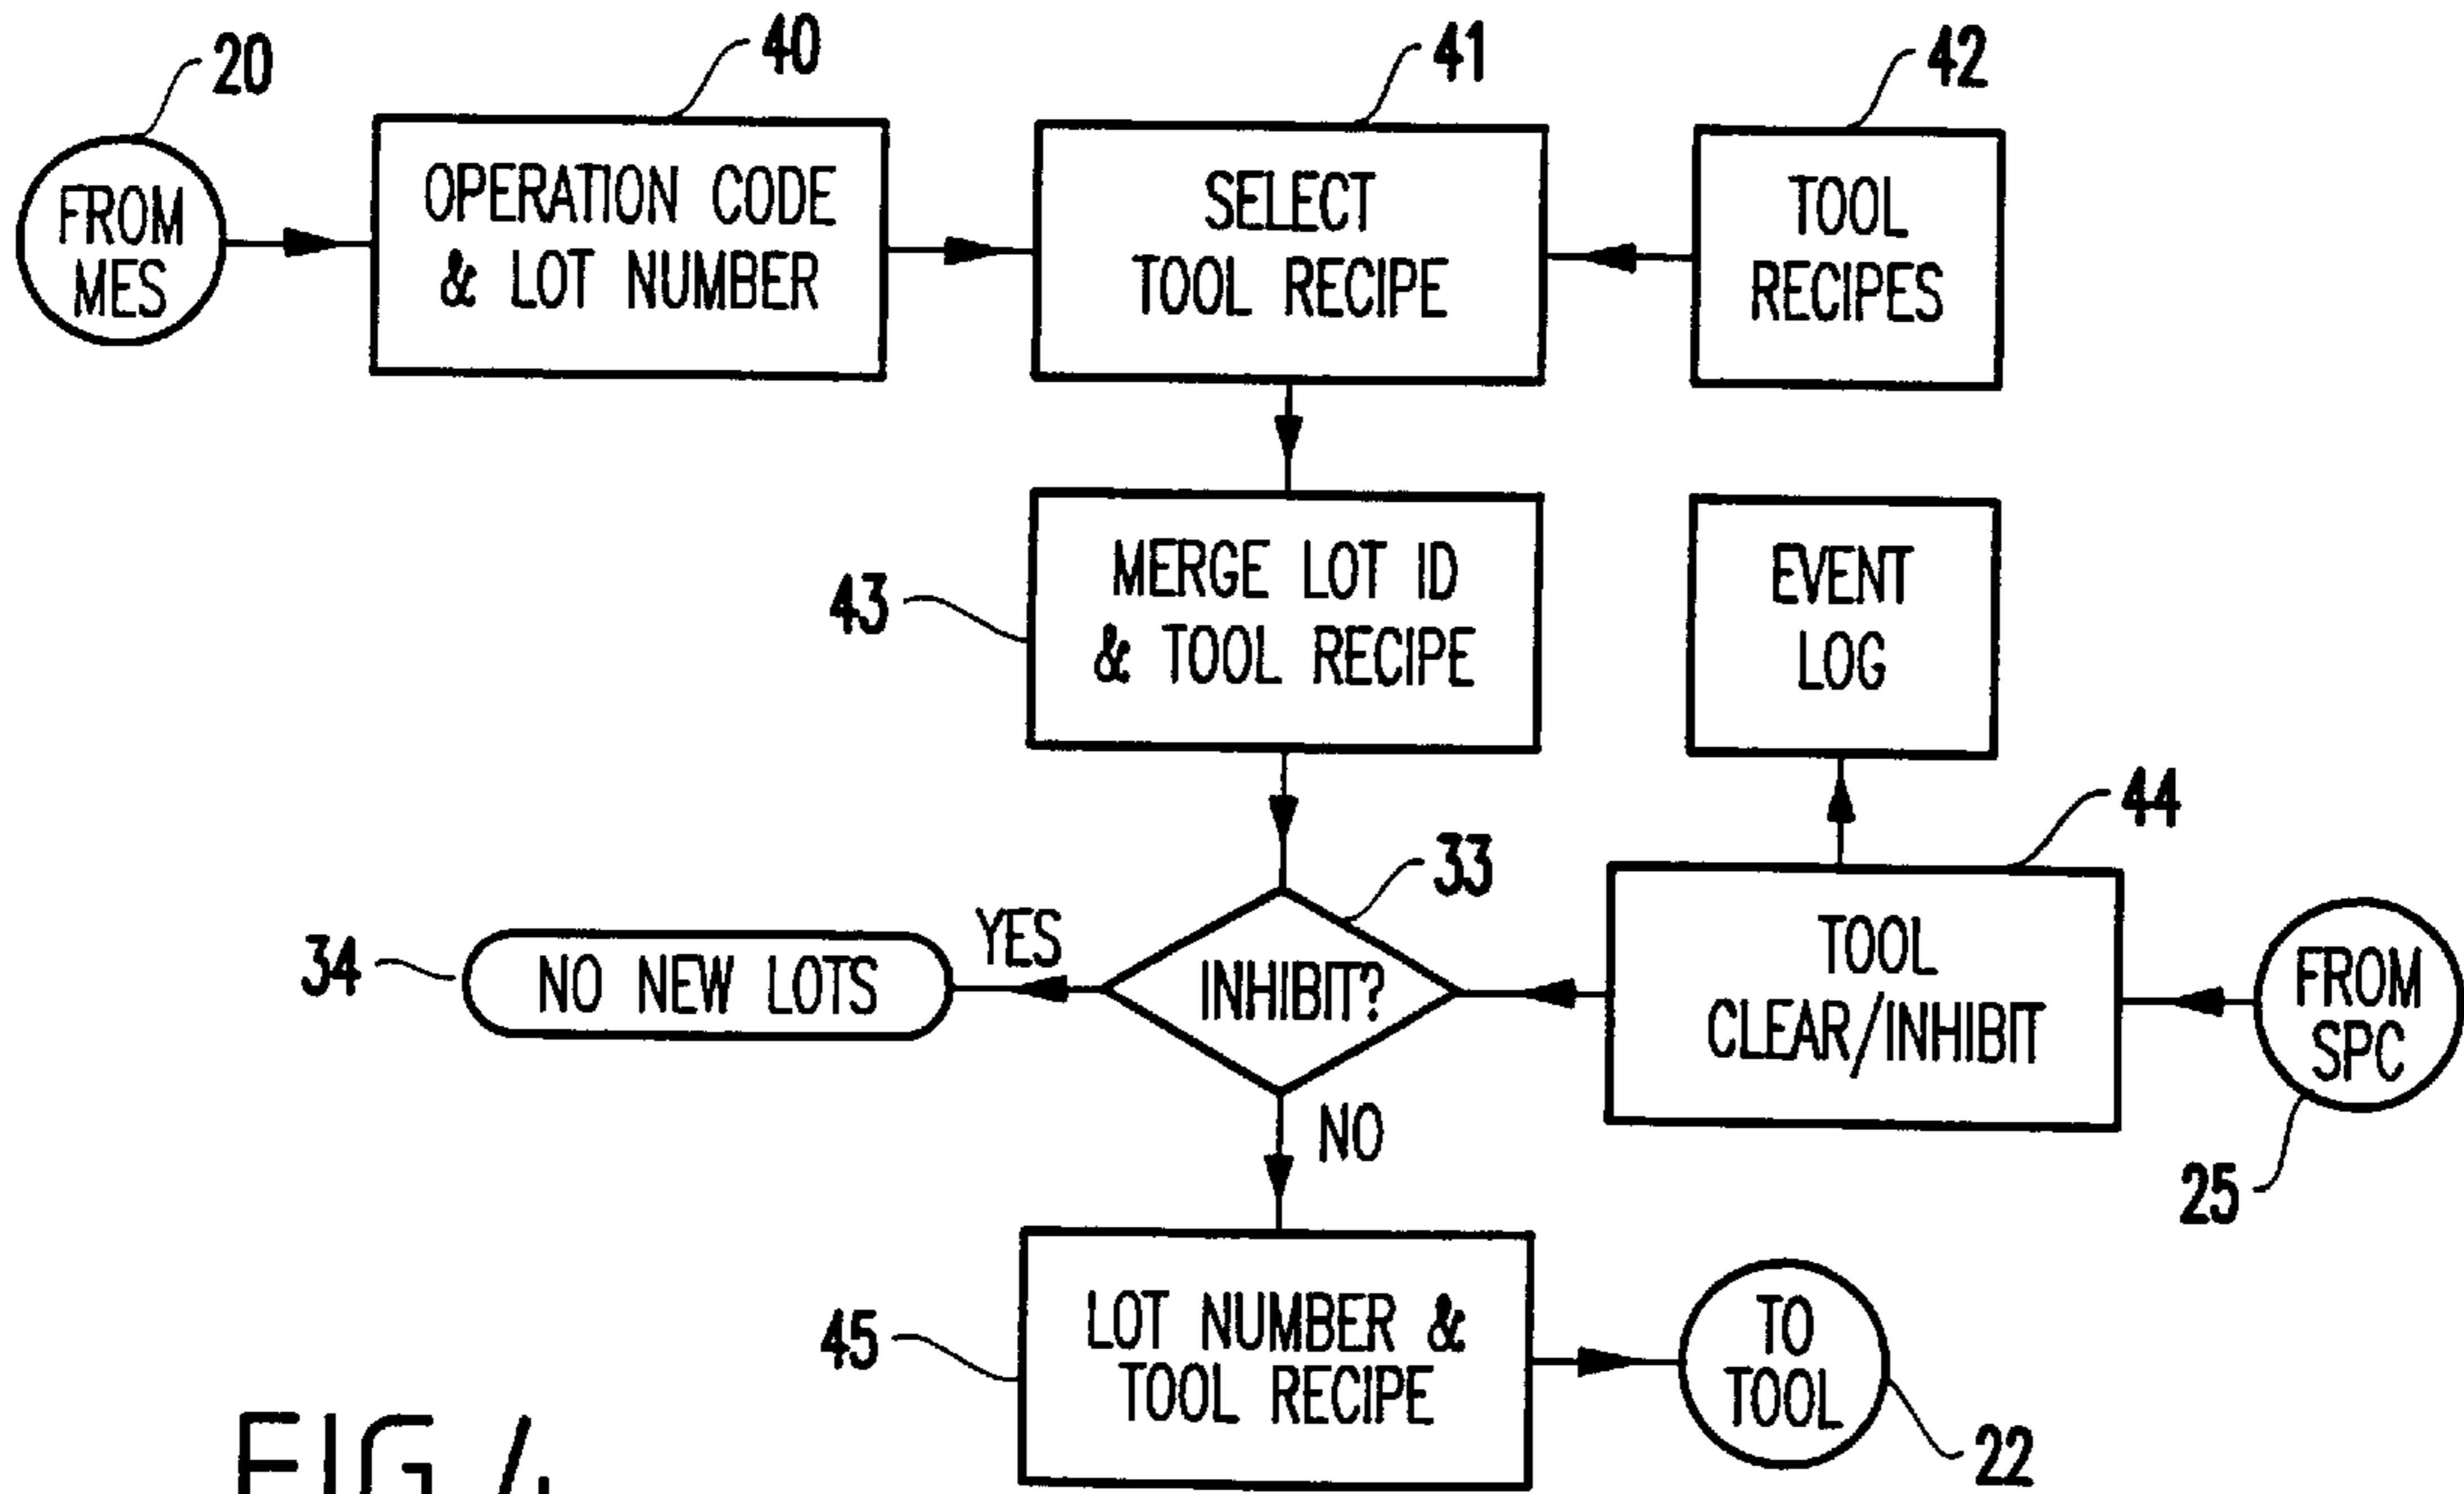 20
40
41
42
FROM
MES
OPERATION CODE
& LOT NUMBER
SELECT
TOOL RECIPE
TOOL
RECIPES
43
MERGE LOT ID
& TOOL RECIPE
EVENT
LOG
44
33
34
NO NEW LOTS
YES
INHIBIT?
TOOL
CLEAR/INHIBIT
FROM
SPC
NO
25
45
LOT NUMBER &
TOOL RECIPE
TO
TOOL
22
FIG.4